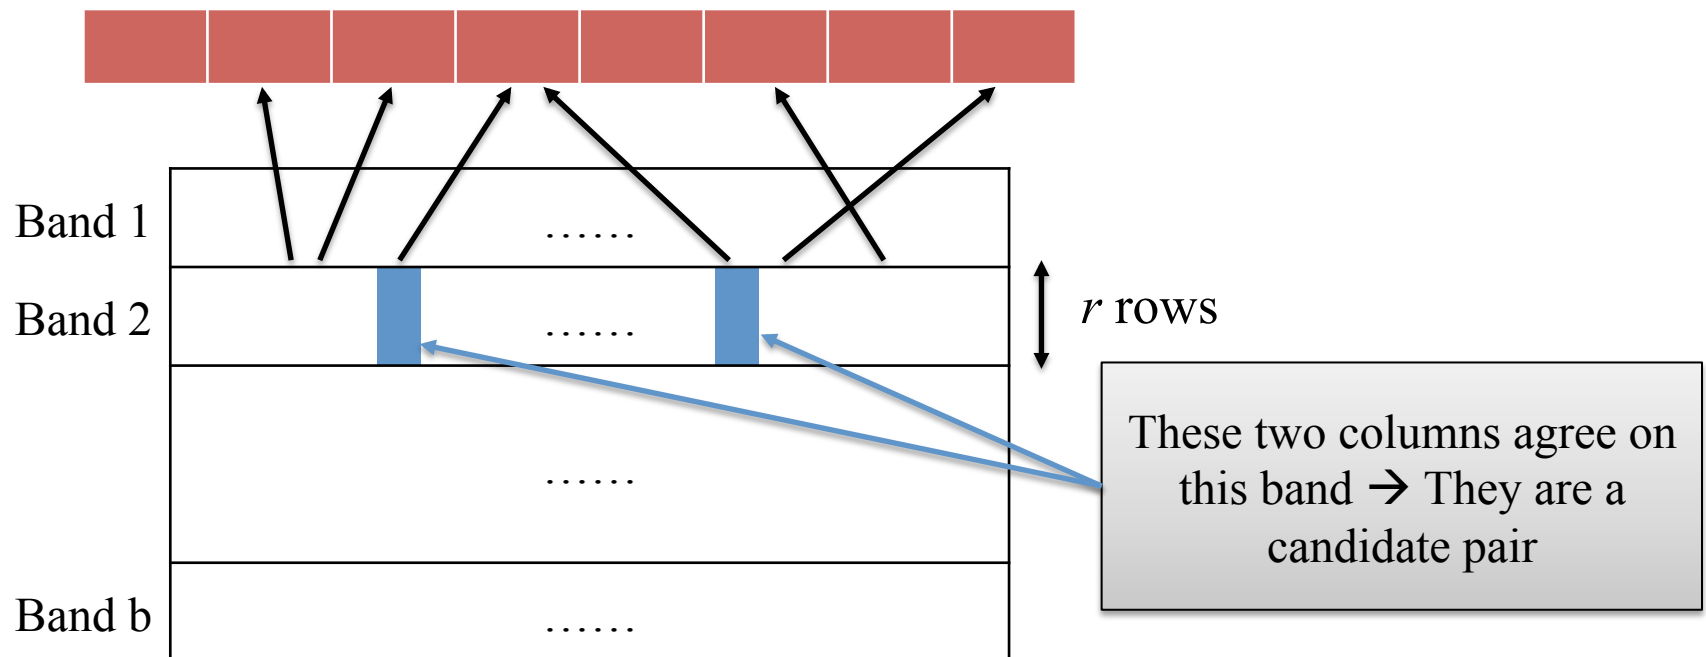 Band 1
......
Band 2
......
r rows
......
These two columns agree on
this band → They are a
candidate pair
Band b
......